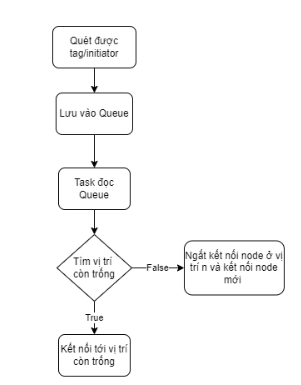 Quét được
tag/initiator
Lưu vào Queue
Task đọc
Queue
Tìm vị trí
còn trống
False
Ngắt kết nối node ở vị
trí n và kết nối node
mới
True
Kết nối tới vị trí
còn trống